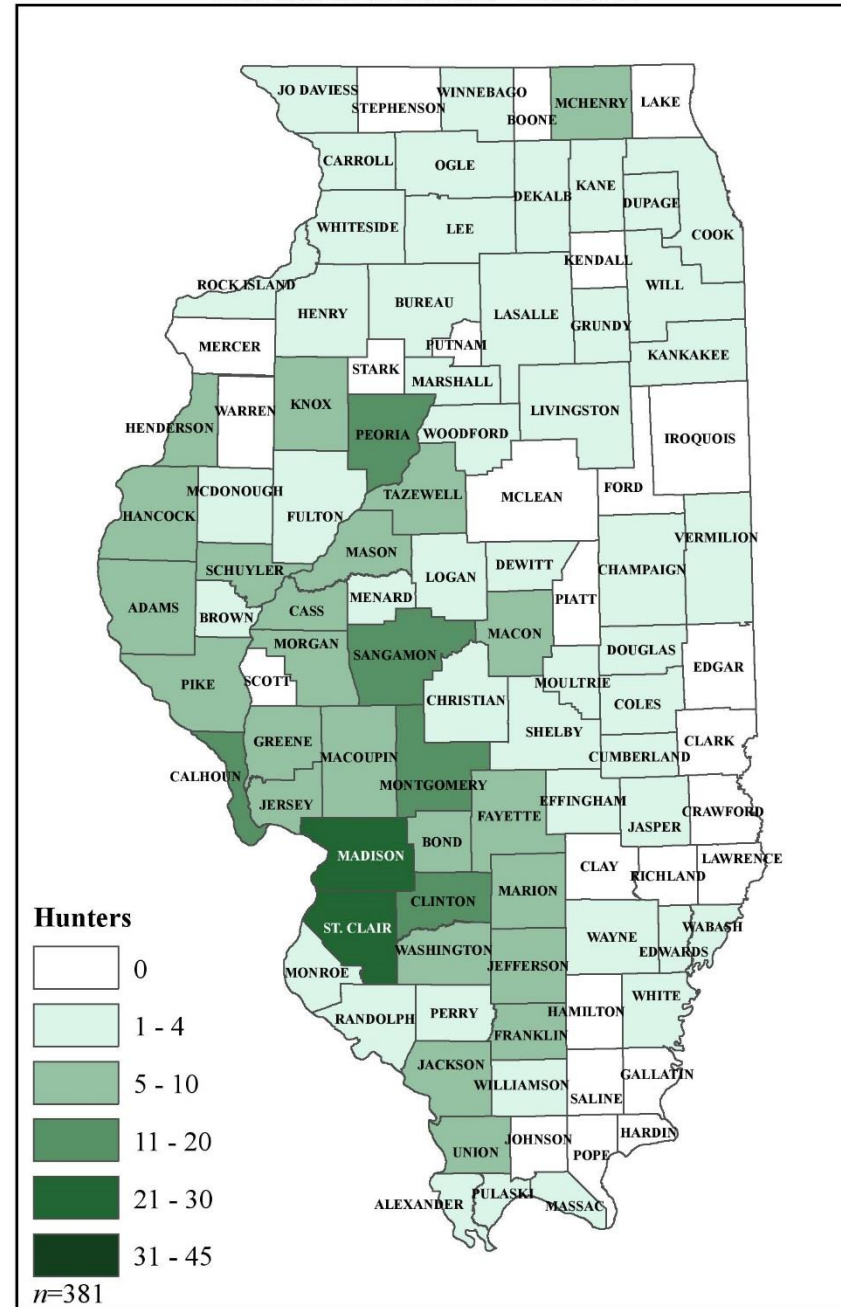 JO DAVIESS
STEPHENSON
WINNEBAGO
BOONE
MCHENRY
LAKE
CARROLL
OGLE
DEKALB
KANE
DUPAGE
COOK
WHITESIDE
LEE
KENDALL
WILL
ROCK ISLAND
HENRY
BUREAU
LASALLE
GRUNDY
MERCER
PUTNAM
KANKAKEE
STARK
MARSHALL
HENDERSON
WARREN
KNOX
PEORIA
WOODFORD
LIVINGSTON
IROQUOIS
HANCOCK
MCDONOUGH
FULTON
TAZEWELL
MCLEAN
FORD
VERMILION
SCHUYLER
MASON
LOGAN
DEWITT
CHAMPAIGN
ADAMS
BROWN
CASS
MENARD
PIATT
PIKE
SCOTT
MORGAN
SANGAMON
MACON
DOUGLAS
EDGAR
CHRISTIAN
MOULTRIE
COLES
GREENE
MACOUPIN
SHELBY
CUMBERLAND
CLARK
CALHOUN
JERSEY
MONTGOMERY
FAYETTE
EFFINGHAM
JASPER
CRAWFORD
MADISON
BOND
CLAY
RICHLAND
LAWRENCE
ST. CLAIR
CLINTON
MARION
WAYNE
EDWARDS
WABASH
MONROE
WASHINGTON
JEFFERSON
RANDOLPH
PERRY
FRANKLIN
HAMILTON
WHITE
JACKSON
WILLIAMSON
SALINE
GALLATIN
UNION
JOHNSON
POPE
HARDIN
ALEXANDER
PULASKI
MASSAC
Hunters
0
1 - 4
5 - 10
11 - 20
21 - 30
31 - 45
n=381